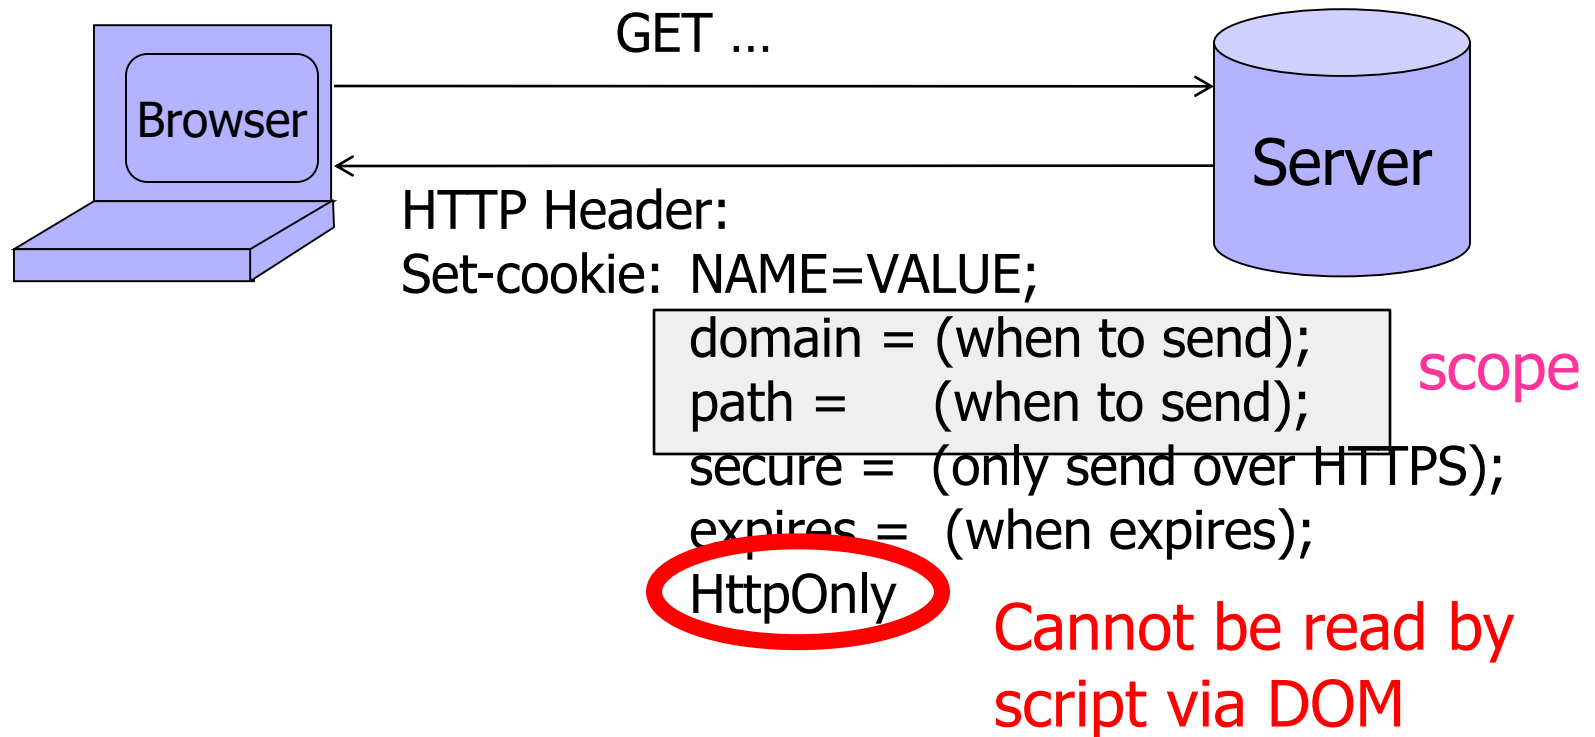 GET ...
Browser
Server
HTTP Header:
Set-cookie: NAME=VALUE;
domain = (when to send);
path = (when to send);
scope
secure = (only send over HTTPS);
expires = (when expires);
HttpOnly
Cannot be read by
script via DOM